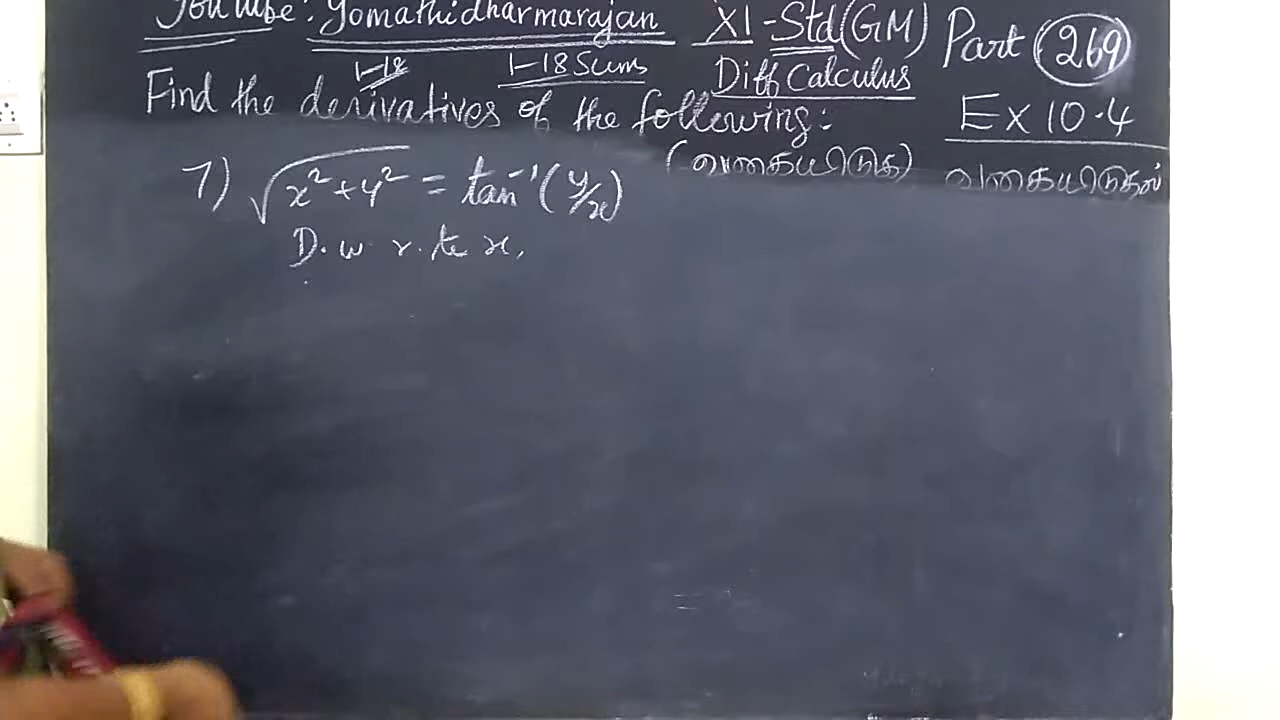 YouTube: Yomathidharmarajan XI-Std (GM) Part 269
1-18 1-18 Sums Diff Calculus
Find the derivatives of the following: Ex 10.4
(வகையிடுக) வகையிடுதல்
7) √x²+y² = tan⁻¹(y/x)
D. w. r. to x,